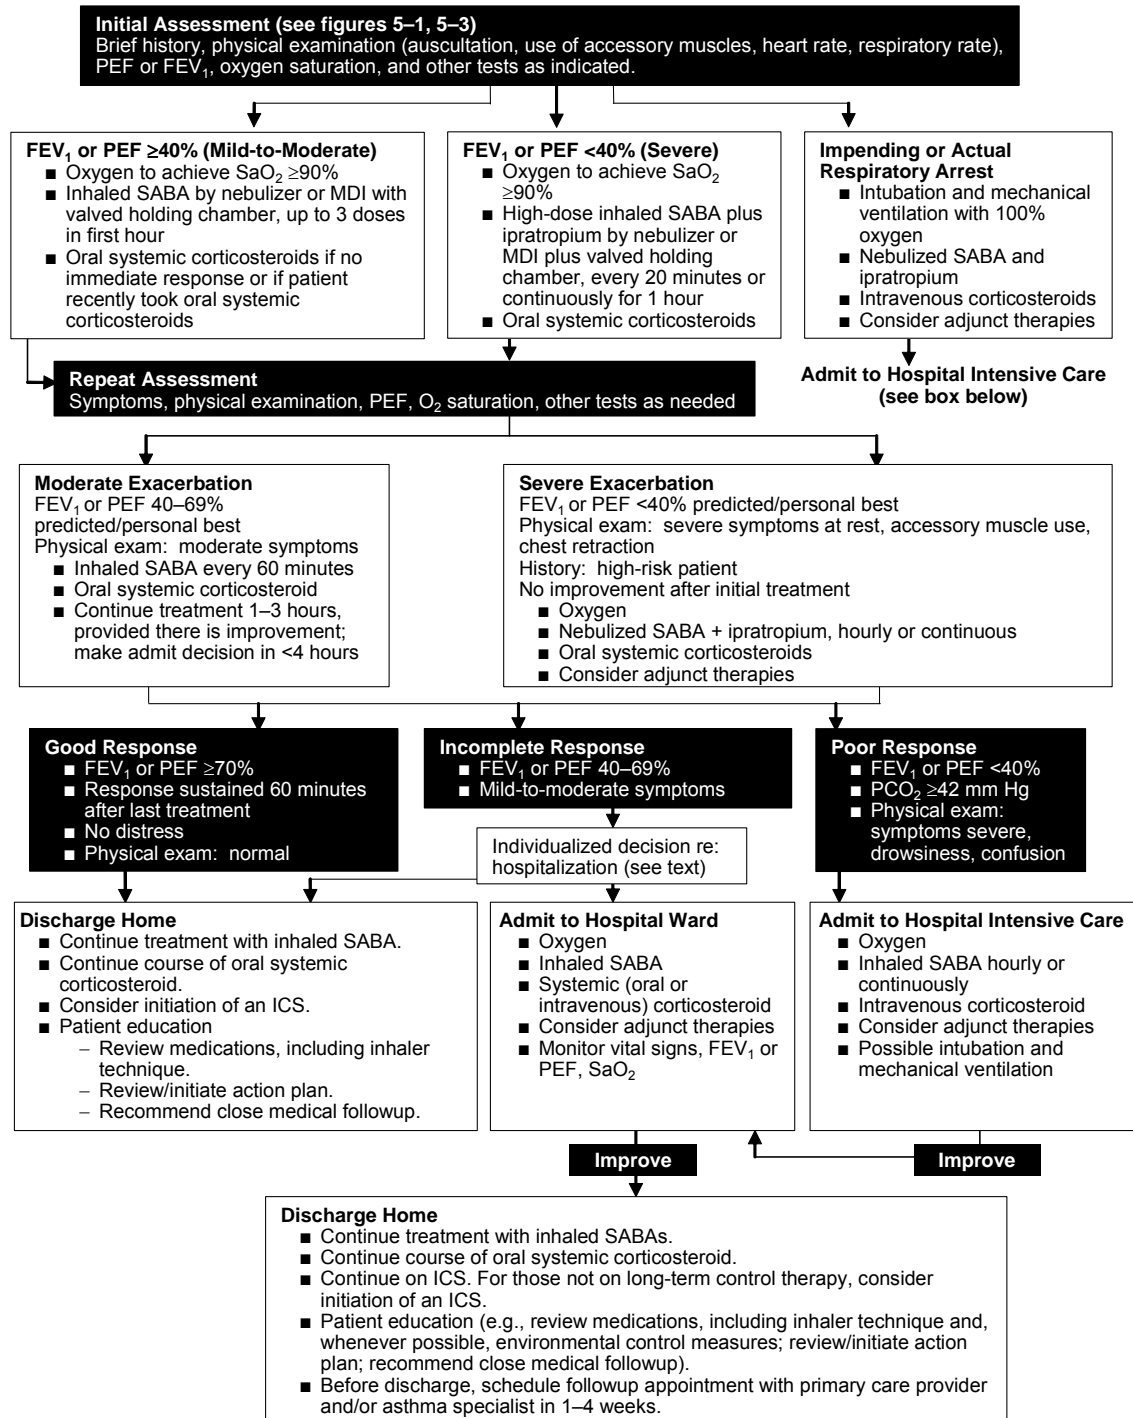 Initial Assessment (see figures 5–1, 5–3)
Brief history, physical examination (auscultation, use of accessory muscles, heart rate, respiratory rate),
PEF or FEV₁, oxygen saturation, and other tests as indicated.
FEV₁ or PEF ≥40% (Mild-to-Moderate)
■ Oxygen to achieve SaO₂ ≥90%
■ Inhaled SABA by nebulizer or MDI with
valved holding chamber, up to 3 doses
in first hour
■ Oral systemic corticosteroids if no
immediate response or if patient
recently took oral systemic
corticosteroids
FEV₁ or PEF <40% (Severe)
■ Oxygen to achieve SaO₂
≥90%
■ High-dose inhaled SABA plus
ipratropium by nebulizer or
MDI plus valved holding
chamber, every 20 minutes or
continuously for 1 hour
■ Oral systemic corticosteroids
Impending or Actual
Respiratory Arrest
■ Intubation and mechanical
ventilation with 100%
oxygen
■ Nebulized SABA and
ipratropium
■ Intravenous corticosteroids
■ Consider adjunct therapies
Admit to Hospital Intensive Care
(see box below)
Repeat Assessment
Symptoms, physical examination, PEF, O₂ saturation, other tests as needed
Moderate Exacerbation
FEV₁ or PEF 40–69%
predicted/personal best
Physical exam: moderate symptoms
■ Inhaled SABA every 60 minutes
■ Oral systemic corticosteroid
■ Continue treatment 1–3 hours,
provided there is improvement;
make admit decision in <4 hours
Severe Exacerbation
FEV₁ or PEF <40% predicted/personal best
Physical exam: severe symptoms at rest, accessory muscle use,
chest retraction
History: high-risk patient
No improvement after initial treatment
■ Oxygen
■ Nebulized SABA + ipratropium, hourly or continuous
■ Oral systemic corticosteroids
■ Consider adjunct therapies
Good Response
■ FEV₁ or PEF ≥70%
■ Response sustained 60 minutes
after last treatment
■ No distress
■ Physical exam: normal
Incomplete Response
■ FEV₁ or PEF 40–69%
■ Mild-to-moderate symptoms
Poor Response
■ FEV₁ or PEF <40%
■ PCO₂ ≥42 mm Hg
■ Physical exam:
symptoms severe,
drowsiness, confusion
Individualized decision re:
hospitalization (see text)
Discharge Home
■ Continue treatment with inhaled SABA.
■ Continue course of oral systemic
corticosteroid.
■ Consider initiation of an ICS.
■ Patient education
– Review medications, including inhaler
technique.
– Review/initiate action plan.
– Recommend close medical followup.
Admit to Hospital Ward
■ Oxygen
■ Inhaled SABA
■ Systemic (oral or
intravenous) corticosteroid
■ Consider adjunct therapies
■ Monitor vital signs, FEV₁ or
PEF, SaO₂
Admit to Hospital Intensive Care
■ Oxygen
■ Inhaled SABA hourly or
continuously
■ Intravenous corticosteroid
■ Consider adjunct therapies
■ Possible intubation and
mechanical ventilation
Improve
Improve
Discharge Home
■ Continue treatment with inhaled SABAs.
■ Continue course of oral systemic corticosteroid.
■ Continue on ICS. For those not on long-term control therapy, consider
initiation of an ICS.
■ Patient education (e.g., review medications, including inhaler technique and,
whenever possible, environmental control measures; review/initiate action
plan; recommend close medical followup).
■ Before discharge, schedule followup appointment with primary care provider
and/or asthma specialist in 1–4 weeks.